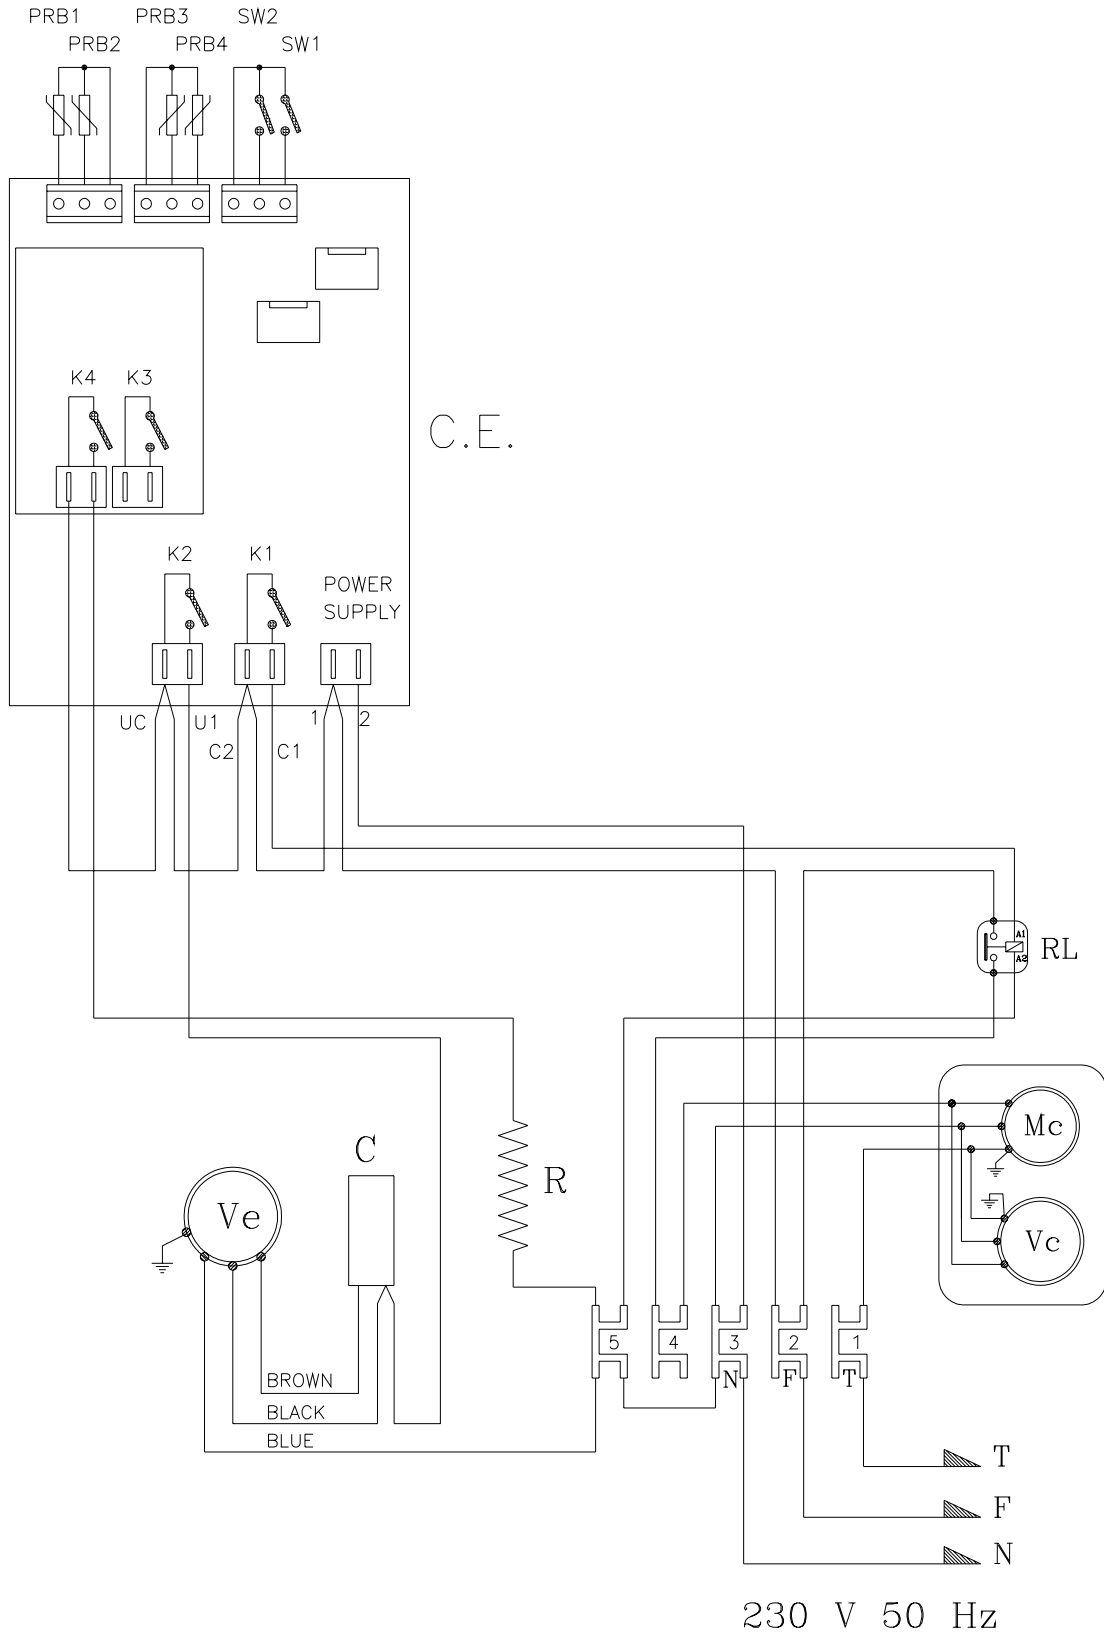 PRB1 PRB3 SW2
PRB2 PRB4 SW1
K4 K3
C.E.
K2 K1
POWER
SUPPLY
UC U1 1 2
C2 C1
A1
RL
A2
Mc
C
R
Ve
Vc
5 4 3 2 1
N F T
BROWN
BLACK
BLUE
T
F
N
230 V 50 Hz